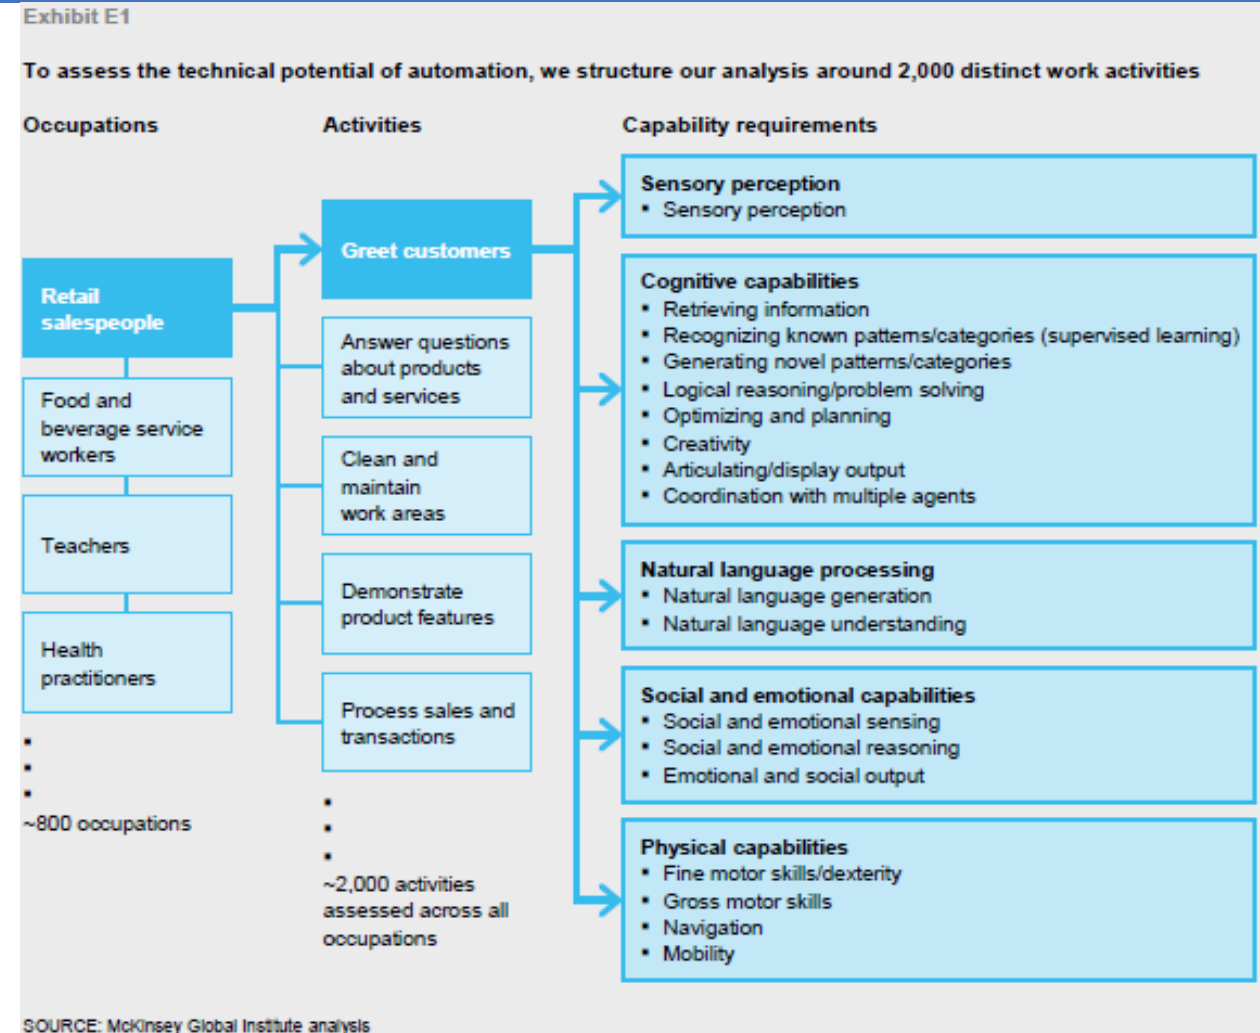 Exhibit E1
To assess the technical potential of automation, we structure our analysis around 2,000 distinct work activities
Occupations
Retail
salespeople
Food and
beverage service
workers
Teachers
Health
practitioners
▪
▪
▪
~800 occupations
Activities
Greet customers
Answer questions
about products
and services
Clean and
maintain
work areas
Demonstrate
product features
Process sales and
transactions
▪
▪
▪
~2,000 activities
assessed across all
occupations
Capability requirements
Sensory perception
▪ Sensory perception
Cognitive capabilities
▪ Retrieving information
▪ Recognizing known patterns/categories (supervised learning)
▪ Generating novel patterns/categories
▪ Logical reasoning/problem solving
▪ Optimizing and planning
▪ Creativity
▪ Articulating/display output
▪ Coordination with multiple agents
Natural language processing
▪ Natural language generation
▪ Natural language understanding
Social and emotional capabilities
▪ Social and emotional sensing
▪ Social and emotional reasoning
▪ Emotional and social output
Physical capabilities
▪ Fine motor skills/dexterity
▪ Gross motor skills
▪ Navigation
▪ Mobility
SOURCE: McKinsey Global Institute analysis